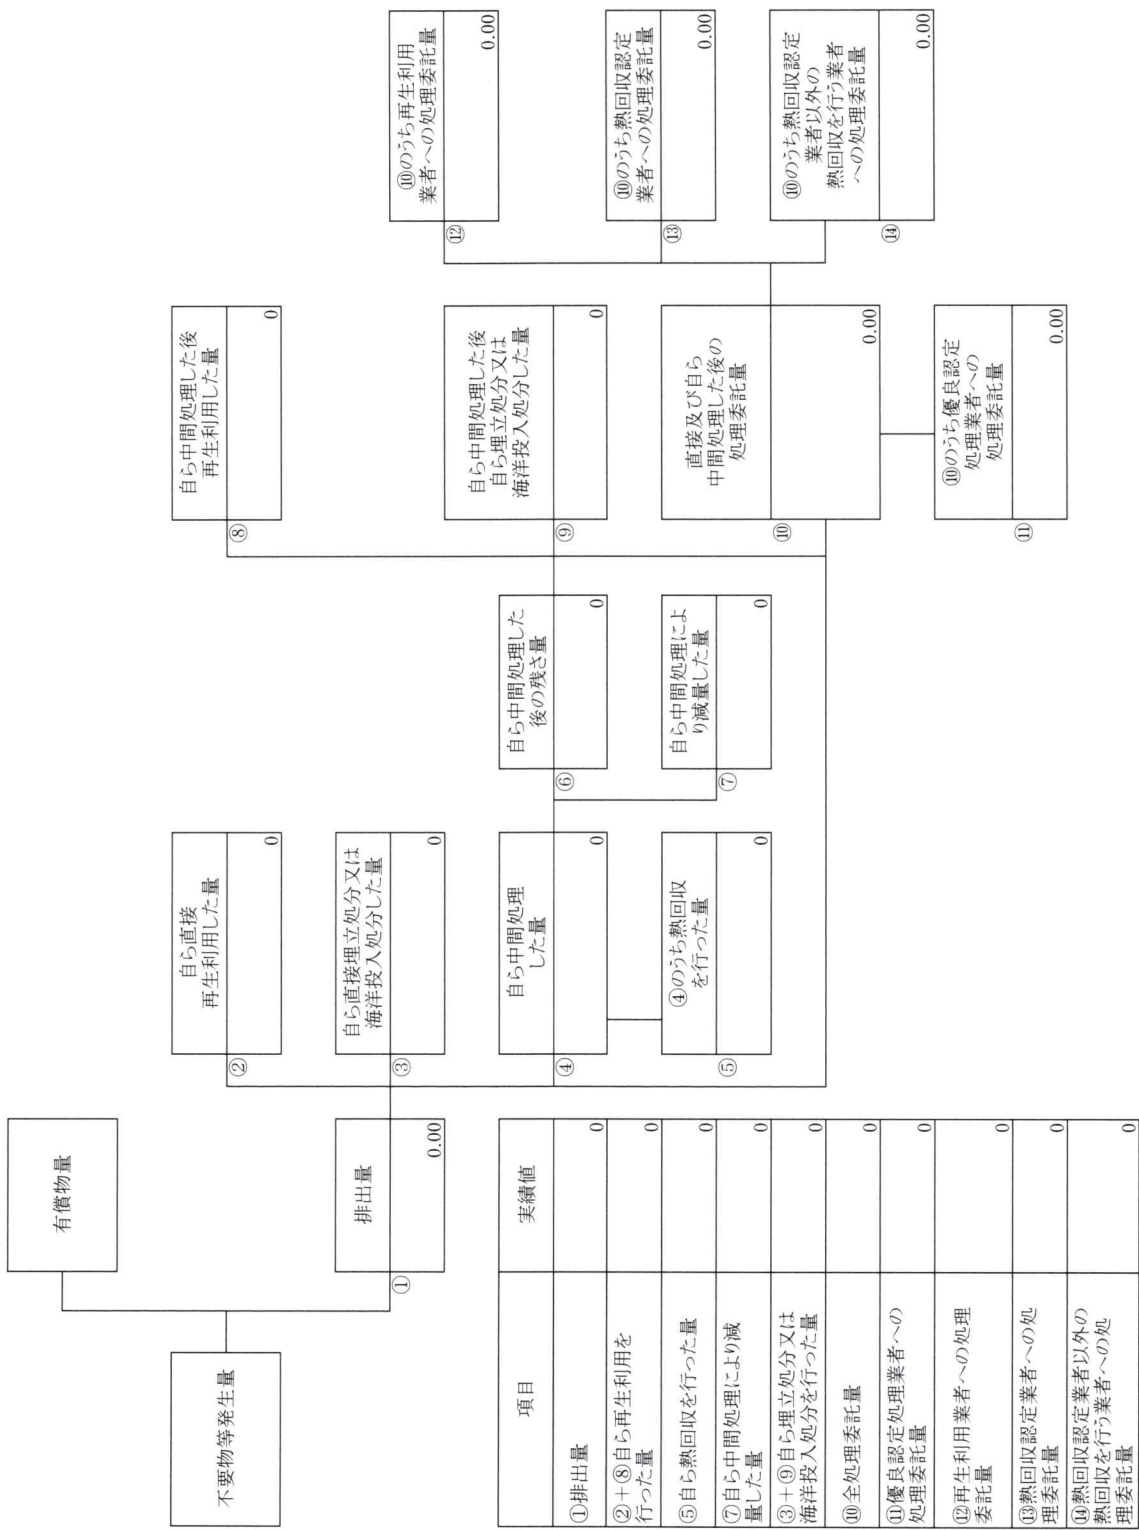 不要物等発生量
有償物量
①
排出量
0.00
②
自ら直接
再生利用した量
0
③
自ら直接埋立処分又は
海洋投入処分した量
0
④
自ら中間処理
した量
0
⑤
④のうち熱回収
を行った量
0
⑥
自ら中間処理した
後の残さ量
0
⑦
自ら中間処理によ
り減量した量
0
⑧
自ら中間処理した後
再生利用した量
0
⑨
自ら中間処理した後
自ら埋立処分又は
海洋投入処分した量
0
⑩
直接及び自ら
中間処理した後の
処理委託量
0.00
⑪
⑩のうち優良認定
処理業者への
処理委託量
0.00
⑫
⑩のうち再生利用
業者への処理委託量
0.00
⑬
⑩のうち熱回収認定
業者への処理委託量
0.00
⑭
⑩のうち熱回収認定
業者以外の
熱回収を行う業者
への処理委託量
0.00
項目 実績値
①排出量 0
②+⑧自ら再生利用を
行った量 0
⑤自ら熱回収を行った量 0
⑦自ら中間処理により減
量した量 0
③+⑨自ら埋立処分又は
海洋投入処分を行った量 0
⑩全処理委託量 0
⑪優良認定処理業者への
処理委託量 0
⑫再生利用業者への処理
委託量 0
⑬熱回収認定業者への処
理委託量 0
⑭熱回収認定業者以外の
熱回収を行う業者への処
理委託量 0